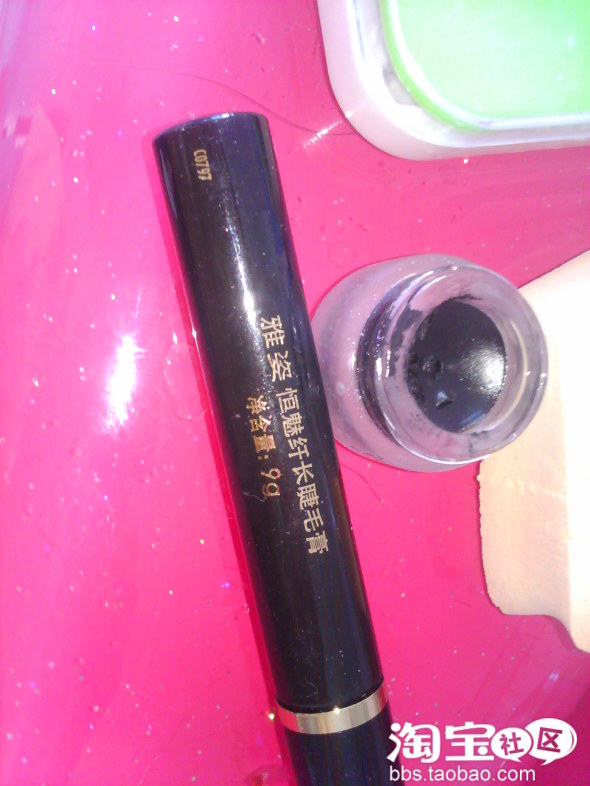 C0797
雅姿 恒魅纤长睫毛膏
净含量: 9g
淘宝社区
bbs.taobao.com